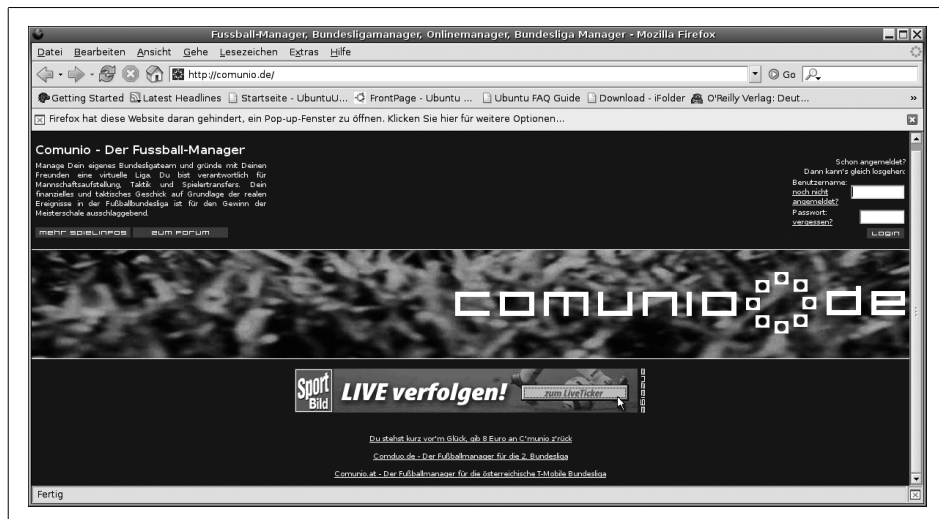 Fussball-Manager, Bundesligamanager, Onlinemanager, Bundesliga Manager - Mozilla Firefox
Datei Bearbeiten Ansicht Gehe Lesezeichen Extras Hilfe
http://comunio.de/ Go
Getting Started Latest Headlines Startseite - UbuntuU... FrontPage - Ubuntu ... Ubuntu FAQ Guide Download - iFolder O'Reilly Verlag: Deut... »
Firefox hat diese Website daran gehindert, ein Pop-up-Fenster zu öffnen. Klicken Sie hier für weitere Optionen...
Comunio - Der Fussball-Manager
Manage Dein eigenes Bundesligateam und gründe mit Deinen
Freunden eine virtuelle Liga. Du bist verantwortlich für
Mannschaftsaufstellung, Taktik und Spielertransfers. Dein
finanzielles und taktisches Geschick auf Grundlage der realen
Ereignisse in der Fußballbundesliga ist für den Gewinn der
Meisterschale ausschlaggebend.
mehr spielinfos zum forum
Schon angemeldet?
Dann kann's gleich losgehen:
Benutzername:
noch nicht
angemeldet?
Passwort:
vergessen?
LOGIN
comunio de
Sport
Bild
LIVE verfolgen!
zum LiveTicker
Du stehst kurz vor'm Glück, gib 8 Euro an C'munio z'rück
Comduo.de - Der Fußballmanager für die 2. Bundesliga
Comunio.at - Der Fußballmanager für die österreichische T-Mobile Bundesliga
Fertig